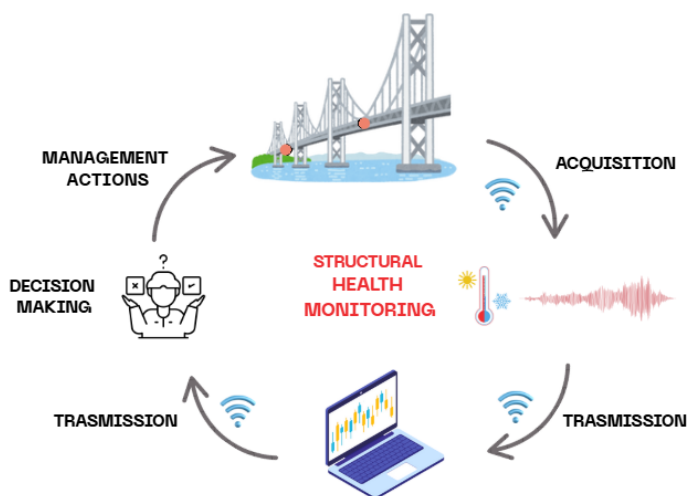 MANAGEMENT
ACTIONS
ACQUISITION
DECISION
MAKING
STRUCTURAL
HEALTH
MONITORING
TRASMISSION
TRASMISSION